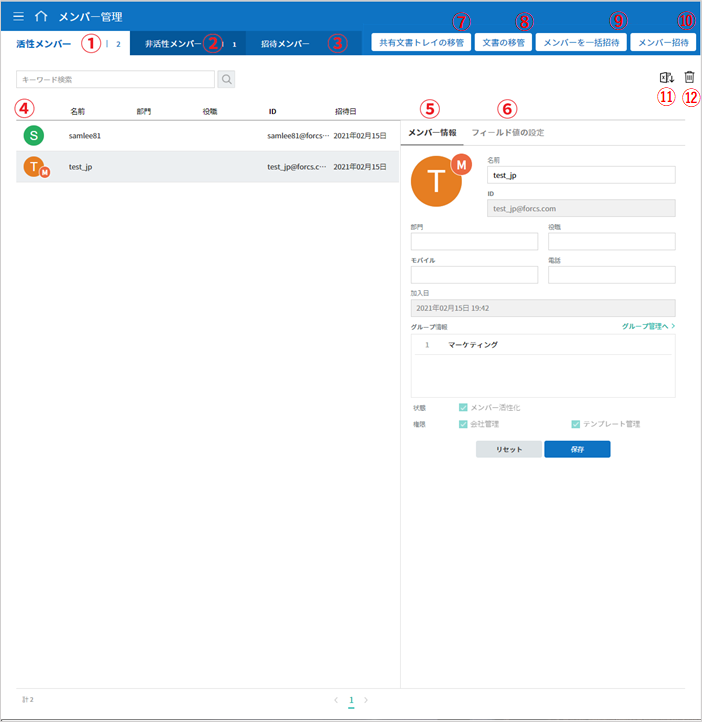 メンバー管理
⑦ ⑧ ⑨ ⑩
活性メンバー ① | 2 非活性メンバー ② | 1 招待メンバー ③ 共有文書トレイの移管 文書の移管 メンバーを一括招待 メンバー招待
キーワード検索
⑪ ⑫
④ 名前 部門 役職 ID 招待日
⑤ ⑥
S samlee81 samlee81@forcs··· 2021年02月15日
T M test_jp test_jp@forcs.c··· 2021年02月15日
メンバー情報 フィールド値の設定
T M
名前
test_jp
ID
test_jp@forcs.com
部門 役職
モバイル 電話
加入日
2021年02月15日 19:42
グループ情報 グループ管理へ >
1 マーケティング
状態 メンバー活性化
権限 会社管理 テンプレート管理
リセット 保存
計 2 < 1 >